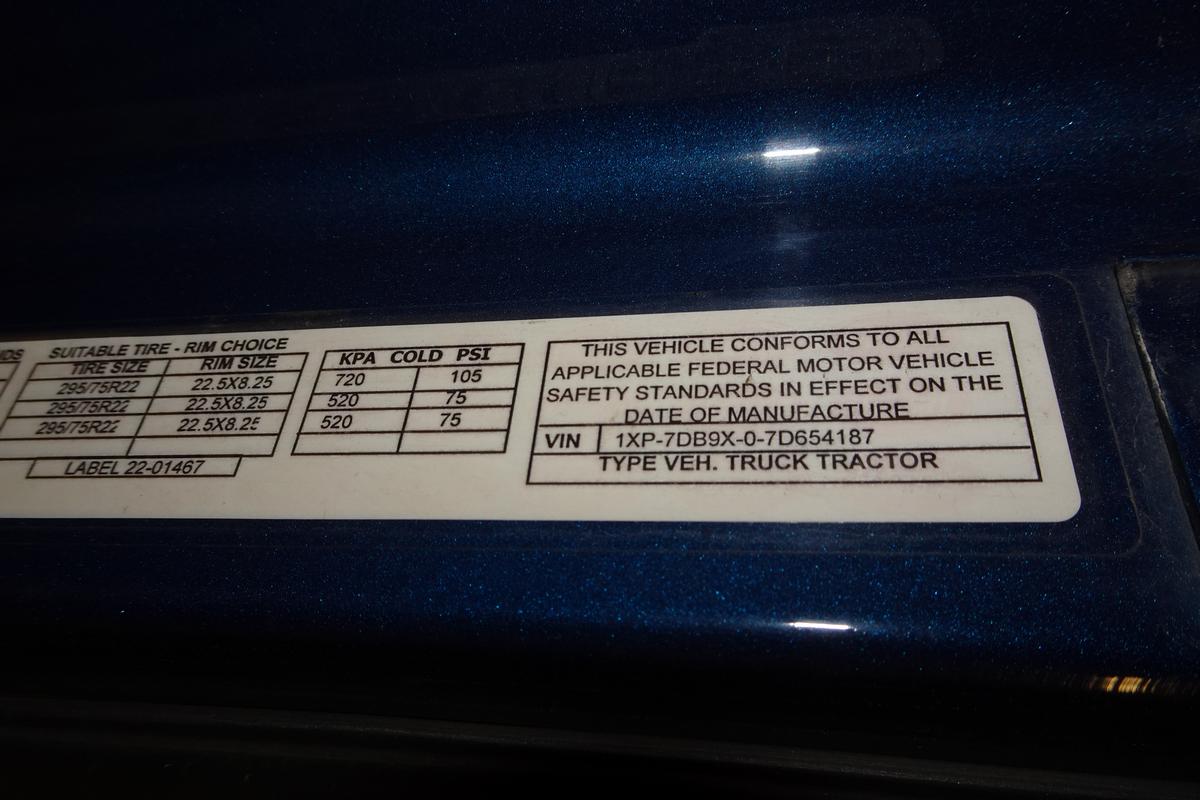 SUITABLE TIRE - RIM CHOICE
TIRE SIZE RIM SIZE
295/75R22 22.5X8.25
295/75R22 22.5X8.25
295/75R22 22.5X8.25
LABEL 22-01467
KPA COLD PSI
720 105
520 75
520 75
THIS VEHICLE CONFORMS TO ALL
APPLICABLE FEDERAL MOTOR VEHICLE
SAFETY STANDARDS IN EFFECT ON THE
DATE OF MANUFACTURE
VIN 1XP-7DB9X-0-7D654187
TYPE VEH. TRUCK TRACTOR